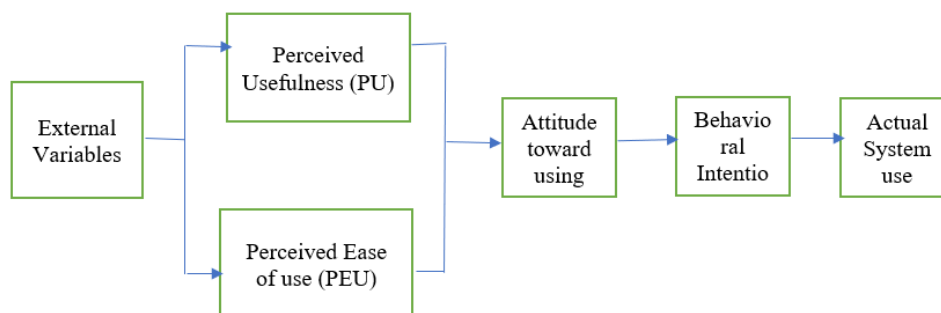 External
Variables
Perceived
Usefulness (PU)
Perceived Ease
of use (PEU)
Attitude
toward
using
Behavio
ral
Intentio
Actual
System
use